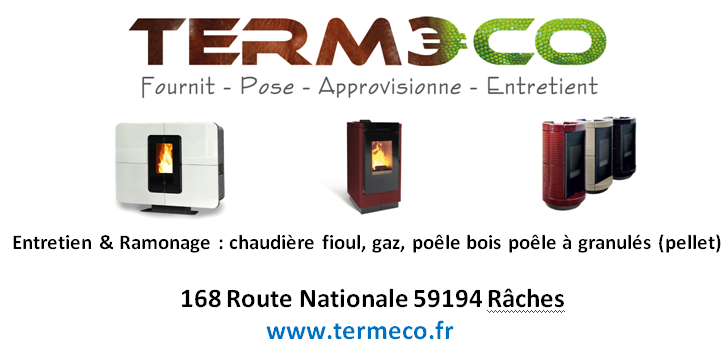 TERMECO
Fournit - Pose - Approvisionne - Entretient
Entretien & Ramonage : chaudière fioul, gaz, poêle bois poêle à granulés (pellet)
168 Route Nationale 59194 Râches
www.termeco.fr